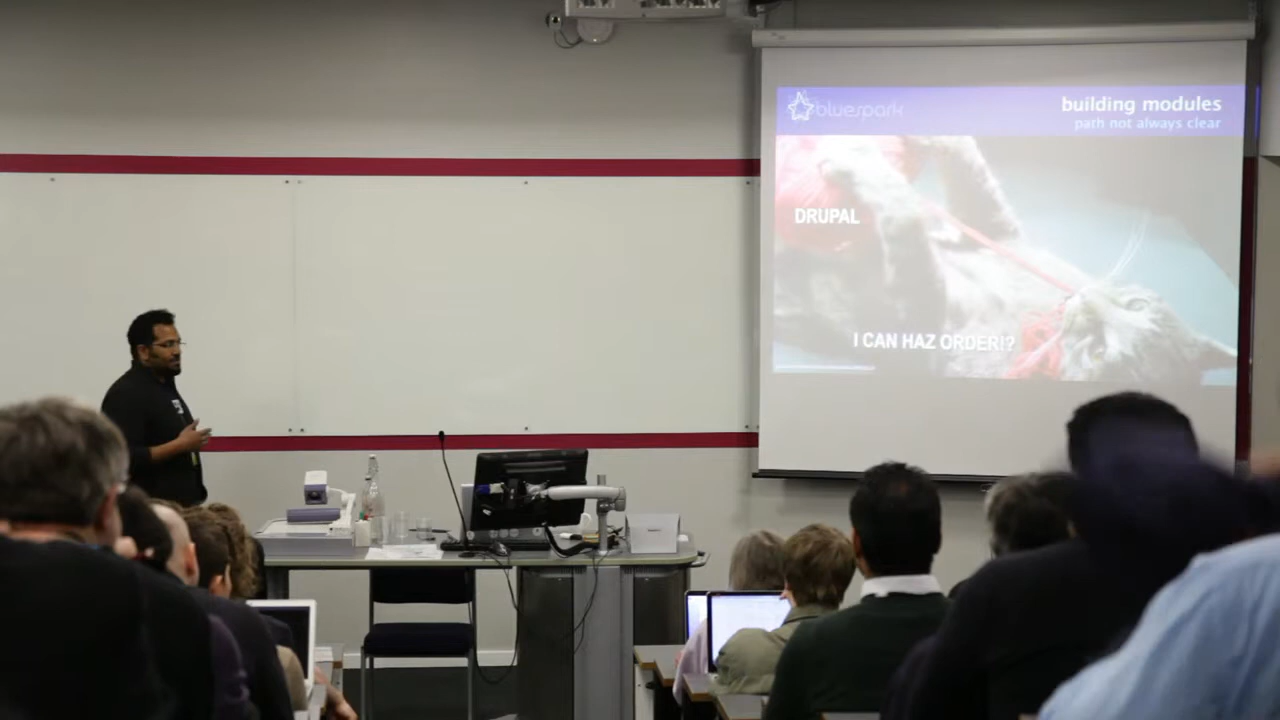 bluespark
building modules
path not always clear
DRUPAL
I CAN HAZ ORDER!?